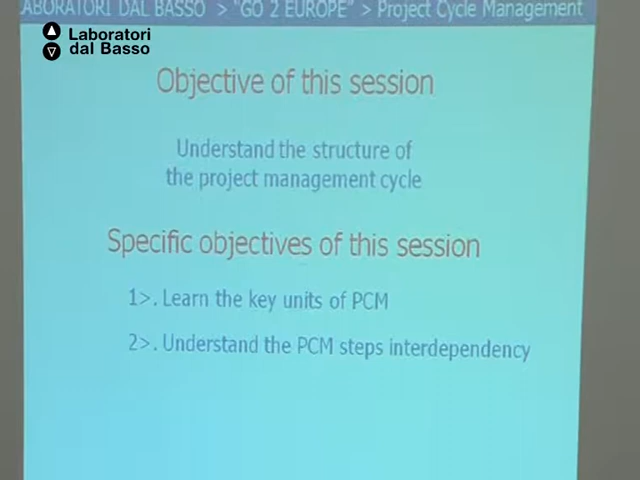 ABORATORI DAL BASSO > "GO 2 EUROPE" > Project Cycle Management
Laboratori
dal Basso
Objective of this session
Understand the structure of
the project management cycle
Specific objectives of this session
1>. Learn the key units of PCM
2>. Understand the PCM steps interdependency